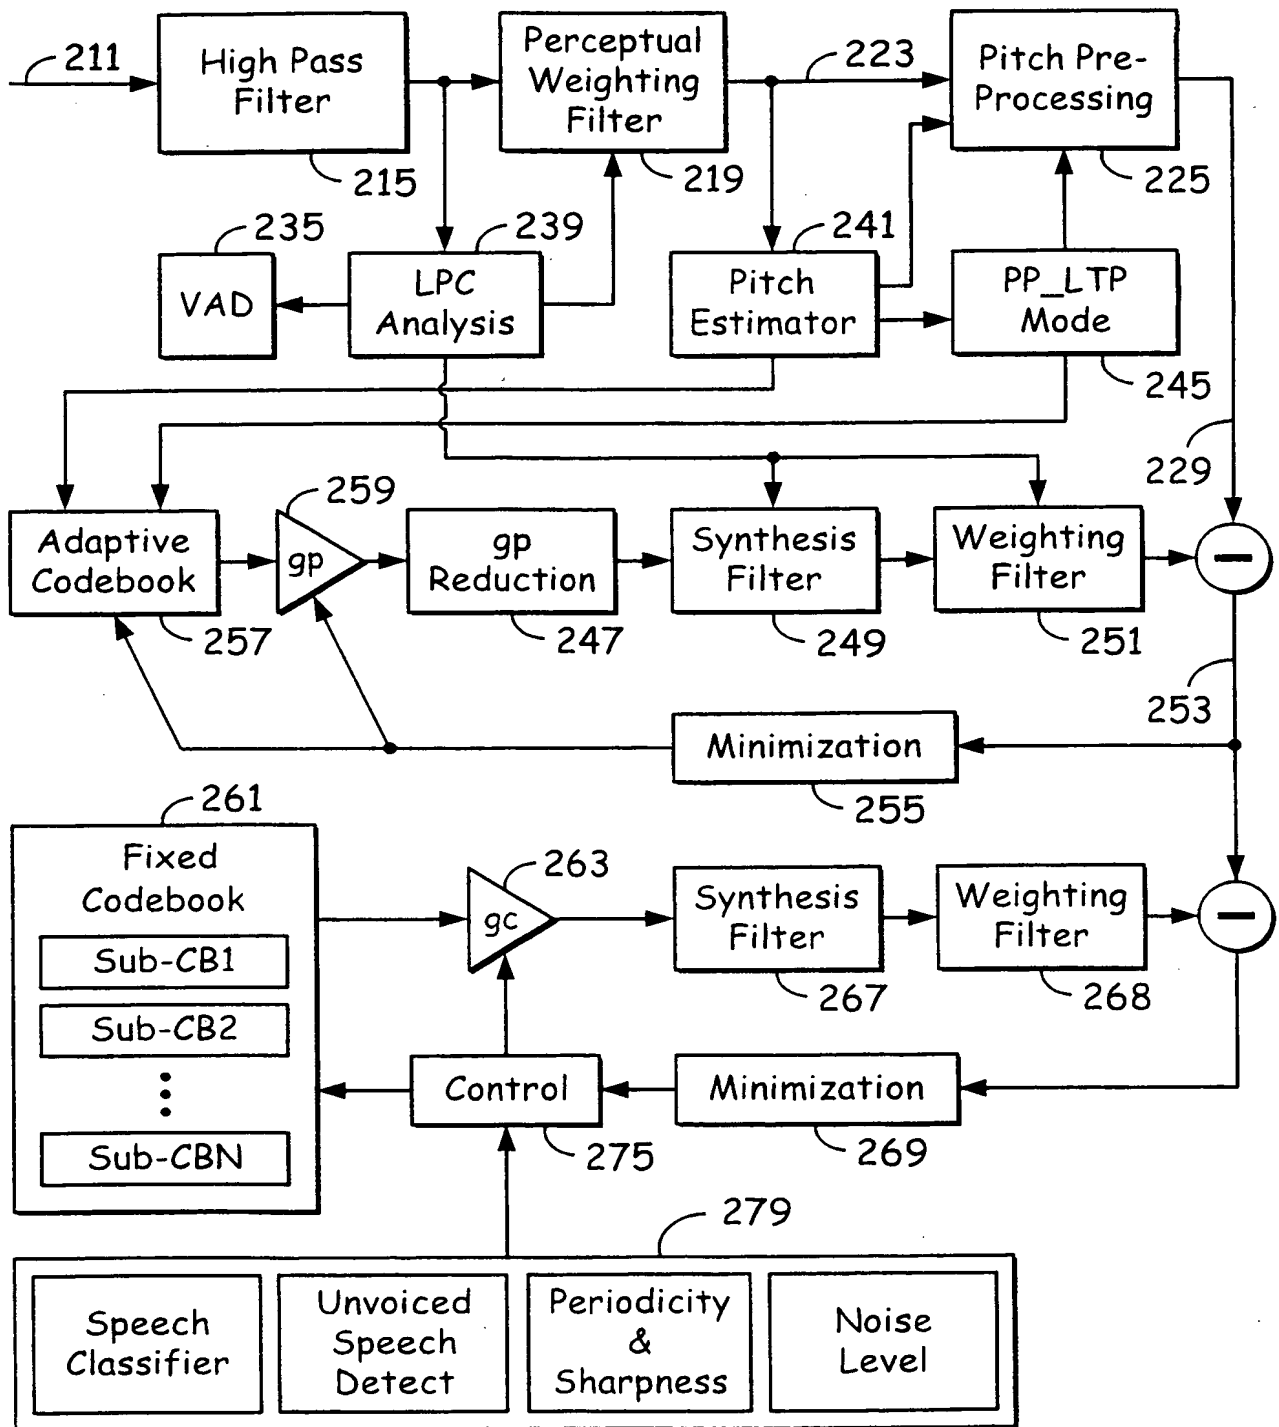 211
High Pass
Filter
215
Perceptual
Weighting
Filter
219
223
Pitch Pre-
Processing
225
235
VAD
239
LPC
Analysis
241
Pitch
Estimator
PP_LTP
Mode
245
229
Adaptive
Codebook
257
259
gp
gp
Reduction
247
Synthesis
Filter
249
Weighting
Filter
251
253
Minimization
255
261
Fixed
Codebook
Sub-CB1
Sub-CB2
Sub-CBN
263
gc
Synthesis
Filter
267
Weighting
Filter
268
Control
275
Minimization
269
279
Speech
Classifier
Unvoiced
Speech
Detect
Periodicity
&
Sharpness
Noise
Level